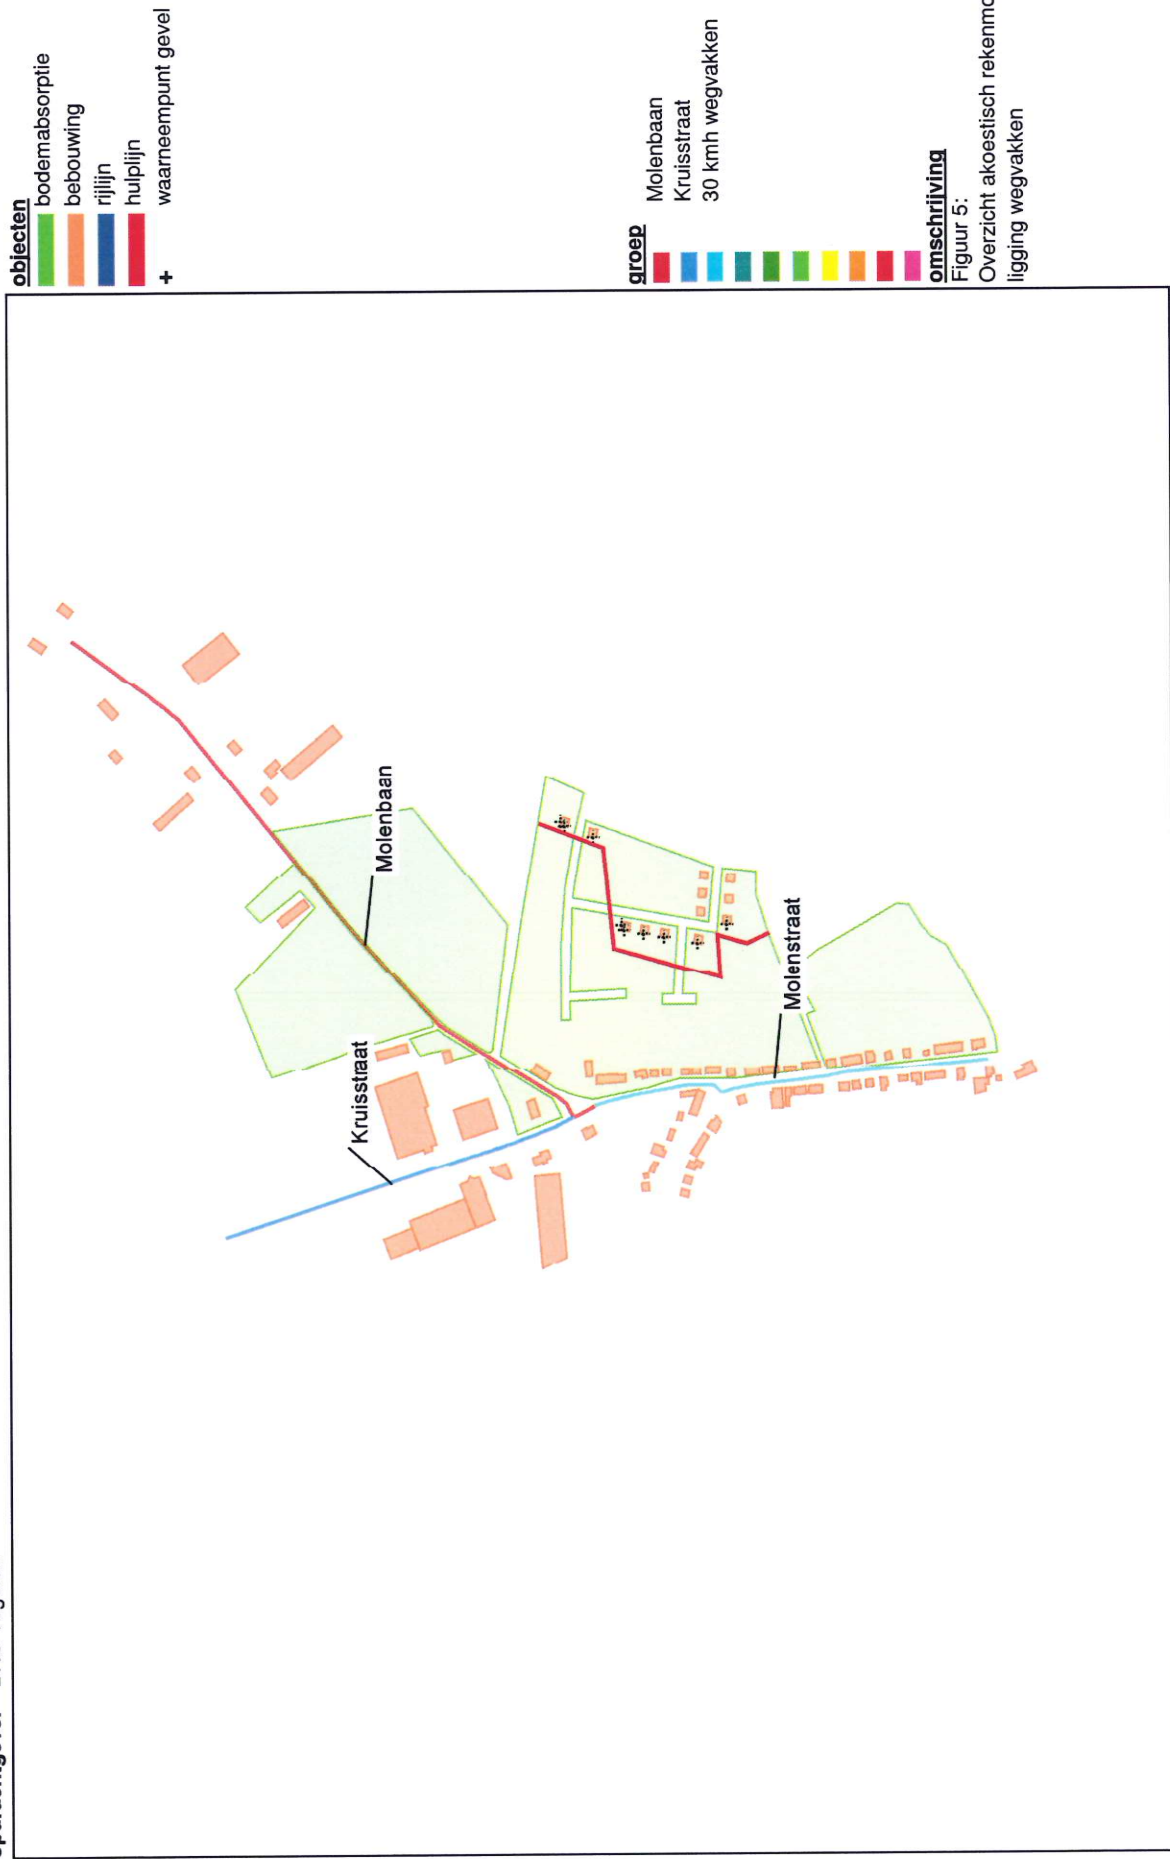 objecten
bodemabsorptie
bebouwing
rijlijn
hulplijn
+ waarneempunt gevel
groep
Molenbaan
Kruisstraat
30 kmh wegvakken
omschrijving
Figuur 5:
Overzicht akoestisch rekenmo
ligging wegvakken
Molenbaan
Kruisstraat
Molenstraat